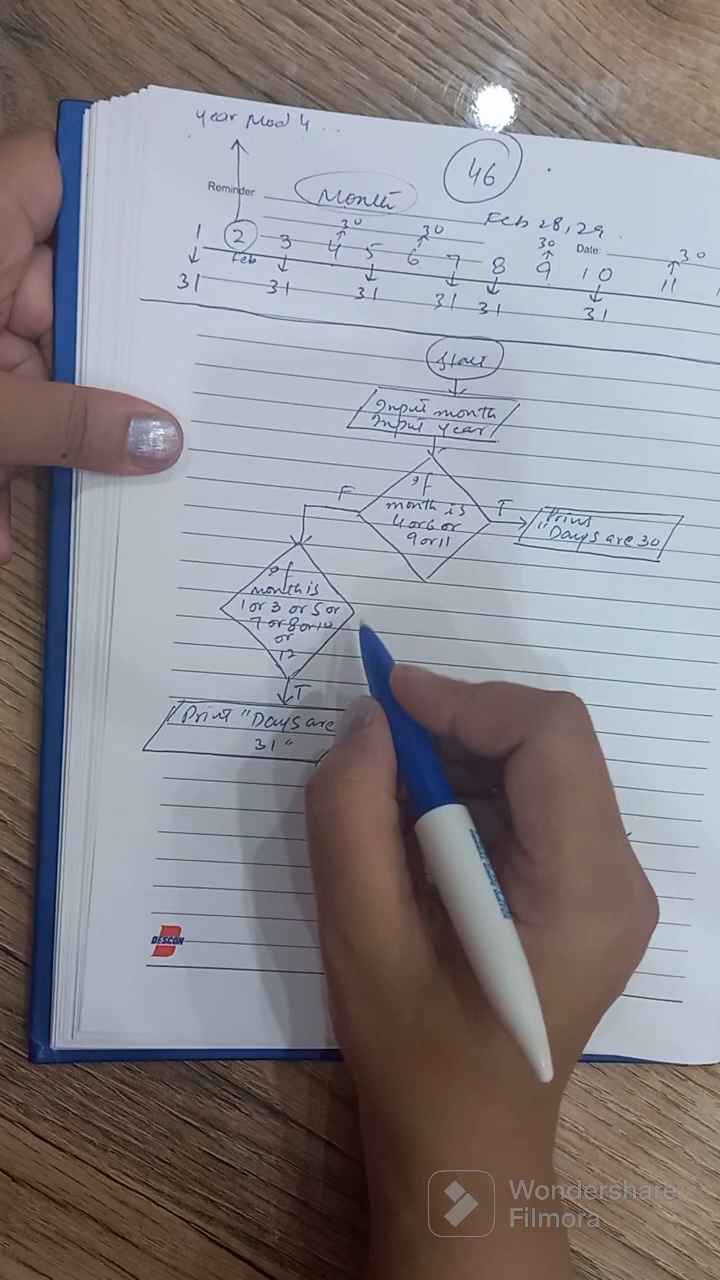 Year Mod 4 ...
46
Reminder:
Month
Feb 28, 29
Date:
30 30 30 30
1 2 3 4 5 6 7 8 9 10 11
Feb
31 31 31 31 31 31
Start
Input month
Input year
If
month is
4 or 6 or
9 or 11
F
T
Print
"Days are 30
If
month is
1 or 3 or 5 or
7 or 8 or 10
or
12
T
Print "Days are
31"
DESCON
Wondershare
Filmora